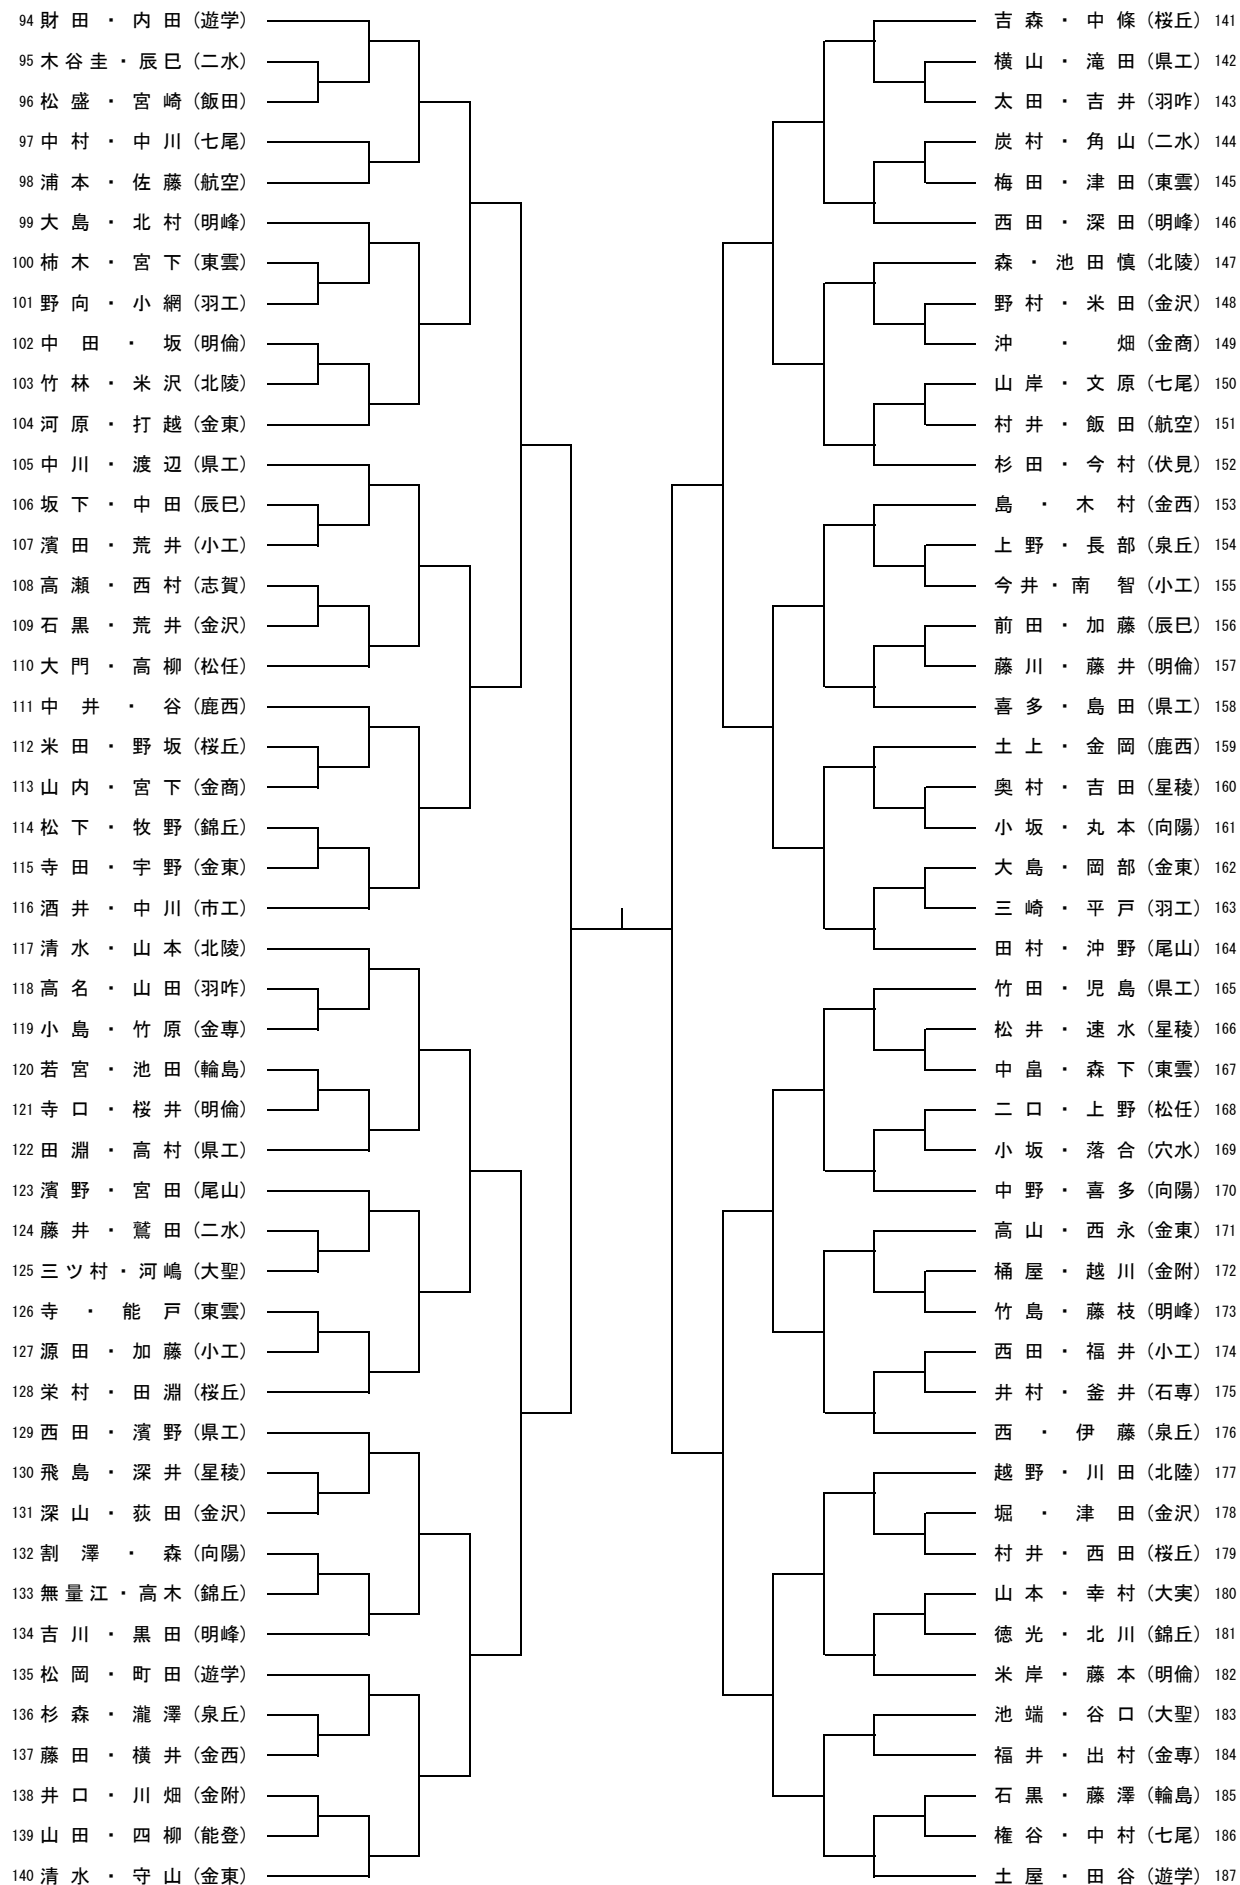 94 財田・内田(遊学)
95 木谷圭・辰巳(二水)
96 松盛・宮崎(飯田)
97 中村・中川(七尾)
98 浦本・佐藤(航空)
99 大島・北村(明峰)
100 柿木・宮下(東雲)
101 野向・小網(羽工)
102 中田・坂(明倫)
103 竹林・米沢(北陵)
104 河原・打越(金東)
105 中川・渡辺(県工)
106 坂下・中田(辰巳)
107 濱田・荒井(小工)
108 高瀬・西村(志賀)
109 石黒・荒井(金沢)
110 大門・高柳(松任)
111 中井・谷(鹿西)
112 米田・野坂(桜丘)
113 山内・宮下(金商)
114 松下・牧野(錦丘)
115 寺田・宇野(金東)
116 酒井・中川(市工)
117 清水・山本(北陵)
118 高名・山田(羽咋)
119 小島・竹原(金専)
120 若宮・池田(輪島)
121 寺口・桜井(明倫)
122 田淵・高村(県工)
123 濱野・宮田(尾山)
124 藤井・鷲田(二水)
125 三ツ村・河嶋(大聖)
126 寺・能戸(東雲)
127 源田・加藤(小工)
128 栄村・田淵(桜丘)
129 西田・濱野(県工)
130 飛島・深井(星稜)
131 深山・荻田(金沢)
132 割澤・森(向陽)
133 無量江・高木(錦丘)
134 吉川・黒田(明峰)
135 松岡・町田(遊学)
136 杉森・瀧澤(泉丘)
137 藤田・横井(金西)
138 井口・川畑(金附)
139 山田・四柳(能登)
140 清水・守山(金東)
吉森・中條(桜丘) 141
横山・滝田(県工) 142
太田・吉井(羽咋) 143
炭村・角山(二水) 144
梅田・津田(東雲) 145
西田・深田(明峰) 146
森・池田慎(北陵) 147
野村・米田(金沢) 148
沖・畑(金商) 149
山岸・文原(七尾) 150
村井・飯田(航空) 151
杉田・今村(伏見) 152
島・木村(金西) 153
上野・長部(泉丘) 154
今井・南智(小工) 155
前田・加藤(辰巳) 156
藤川・藤井(明倫) 157
喜多・島田(県工) 158
土上・金岡(鹿西) 159
奥村・吉田(星稜) 160
小坂・丸本(向陽) 161
大島・岡部(金東) 162
三崎・平戸(羽工) 163
田村・沖野(尾山) 164
竹田・児島(県工) 165
松井・速水(星稜) 166
中畠・森下(東雲) 167
二口・上野(松任) 168
小坂・落合(穴水) 169
中野・喜多(向陽) 170
高山・西永(金東) 171
桶屋・越川(金附) 172
竹島・藤枝(明峰) 173
西田・福井(小工) 174
井村・釜井(石専) 175
西・伊藤(泉丘) 176
越野・川田(北陸) 177
堀・津田(金沢) 178
村井・西田(桜丘) 179
山本・幸村(大実) 180
徳光・北川(錦丘) 181
米岸・藤本(明倫) 182
池端・谷口(大聖) 183
福井・出村(金専) 184
石黒・藤澤(輪島) 185
権谷・中村(七尾) 186
土屋・田谷(遊学) 187